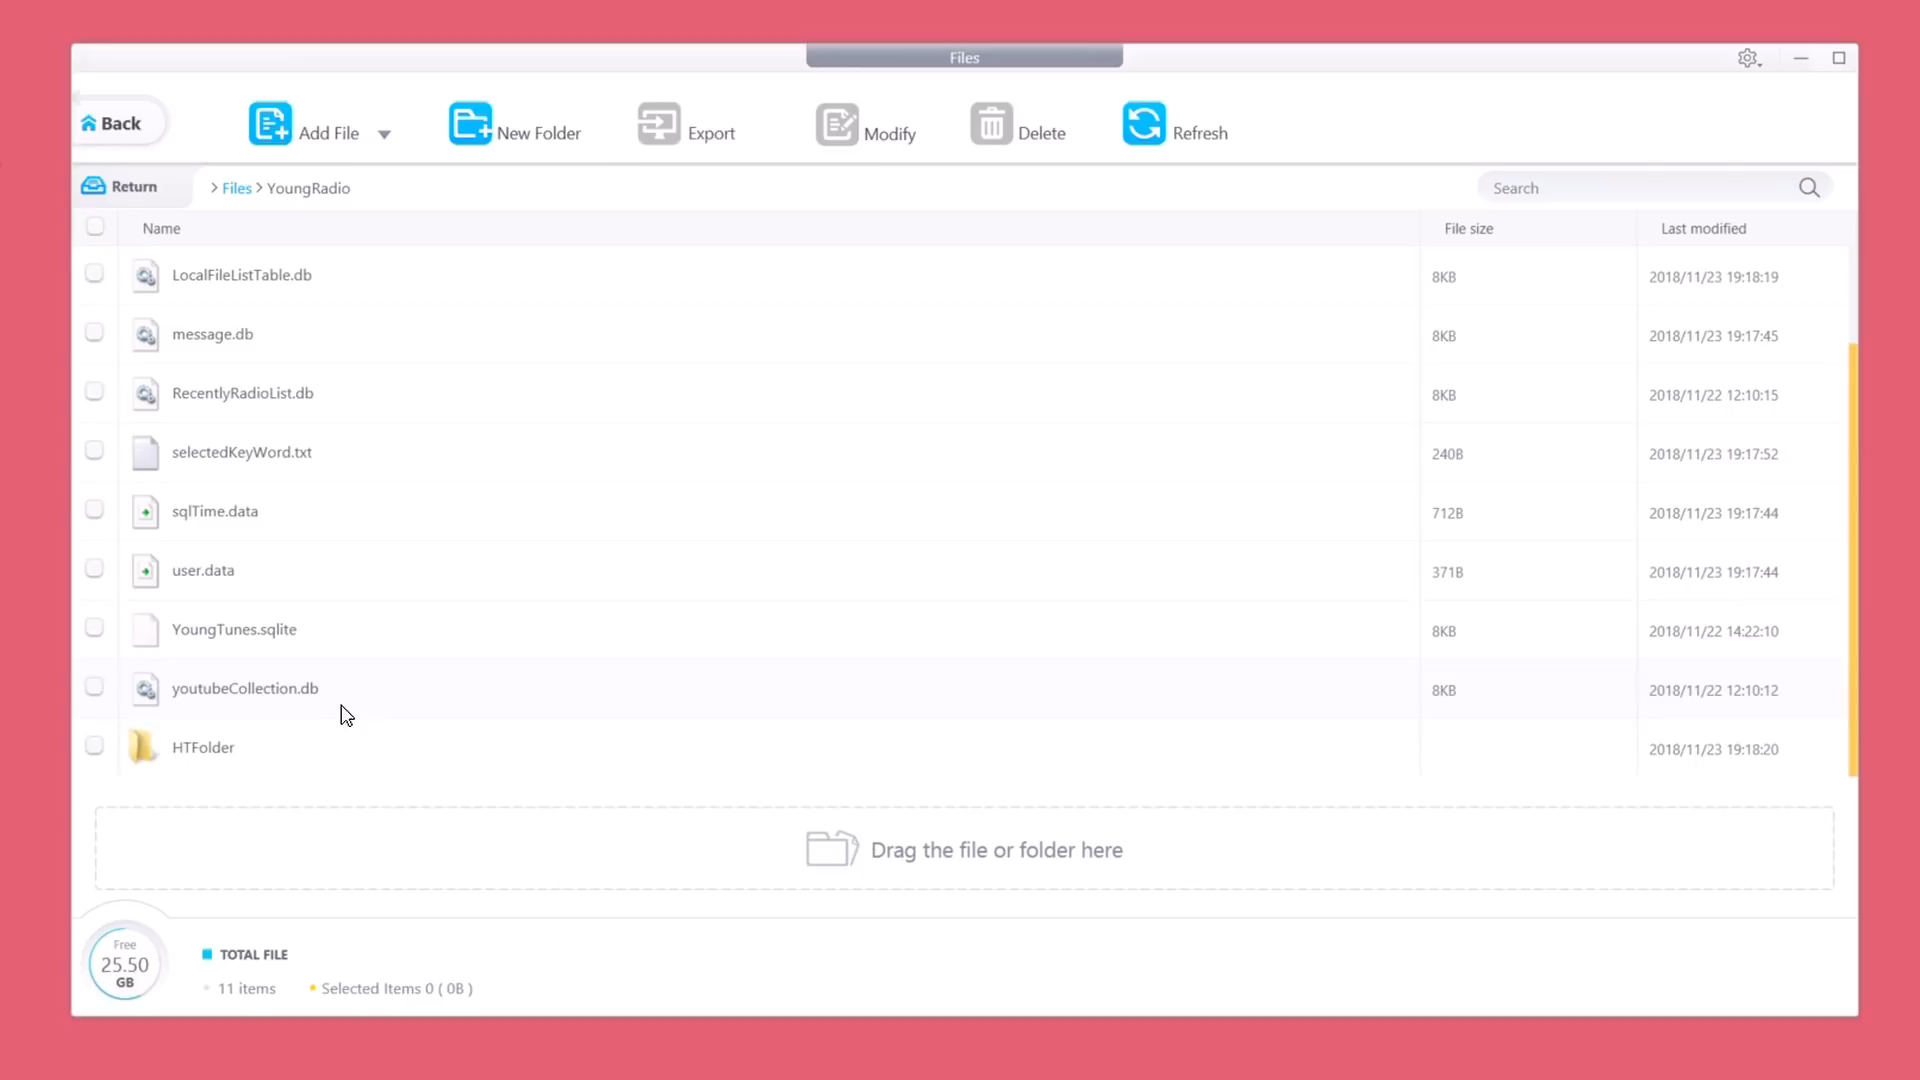 Files
Back
Add File
New Folder
Export
Modify
Delete
Refresh
Return
> Files > YoungRadio
Search
Name File size Last modified
LocalFileListTable.db 8KB 2018/11/23 19:18:19
message.db 8KB 2018/11/23 19:17:45
RecentlyRadioList.db 8KB 2018/11/22 12:10:15
selectedKeyWord.txt 240B 2018/11/23 19:17:52
sqlTime.data 712B 2018/11/23 19:17:44
user.data 371B 2018/11/23 19:17:44
YoungTunes.sqlite 8KB 2018/11/22 14:22:10
youtubeCollection.db 8KB 2018/11/22 12:10:12
HTFolder 2018/11/23 19:18:20
Drag the file or folder here
Free
25.50
GB
TOTAL FILE
11 items
Selected Items 0 ( 0B )